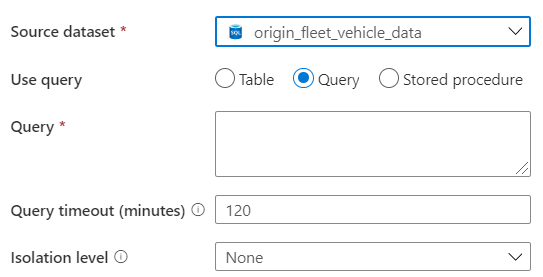 Source dataset * SQL origin_fleet_vehicle_data
Use query Table Query Stored procedure
Query *
Query timeout (minutes) 120
Isolation level None